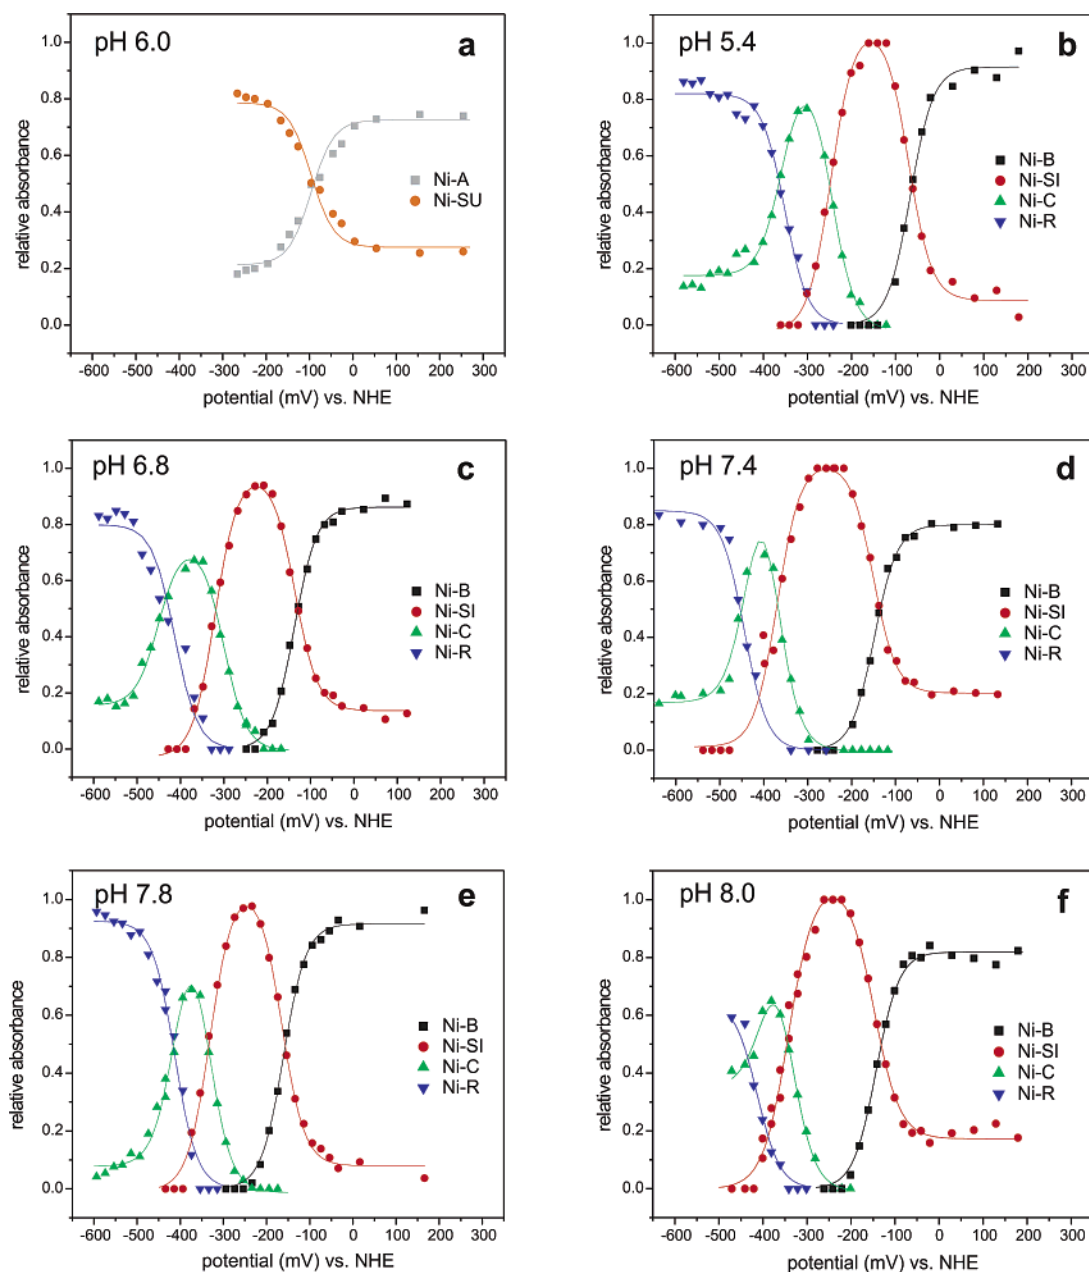 pH 6.0
a
1.0
0.8
0.6
0.4
0.2
0.0
relative absorbance
Ni-A
Ni-SU
-600 -500 -400 -300 -200 -100 0 100 200 300
potential (mV) vs. NHE
pH 5.4
b
1.0
0.8
0.6
0.4
0.2
0.0
relative absorbance
Ni-B
Ni-SI
Ni-C
Ni-R
-600 -500 -400 -300 -200 -100 0 100 200 300
potential (mV) vs. NHE
pH 6.8
c
1.0
0.8
0.6
0.4
0.2
0.0
relative absorbance
Ni-B
Ni-SI
Ni-C
Ni-R
-600 -500 -400 -300 -200 -100 0 100 200 300
potential (mV) vs. NHE
pH 7.4
d
1.0
0.8
0.6
0.4
0.2
0.0
relative absorbance
Ni-B
Ni-SI
Ni-C
Ni-R
-600 -500 -400 -300 -200 -100 0 100 200 300
potential (mV) vs. NHE
pH 7.8
e
1.0
0.8
0.6
0.4
0.2
0.0
relative absorbance
Ni-B
Ni-SI
Ni-C
Ni-R
-600 -500 -400 -300 -200 -100 0 100 200 300
potential (mV) vs. NHE
pH 8.0
f
1.0
0.8
0.6
0.4
0.2
0.0
relative absorbance
Ni-B
Ni-SI
Ni-C
Ni-R
-600 -500 -400 -300 -200 -100 0 100 200 300
potential (mV) vs. NHE